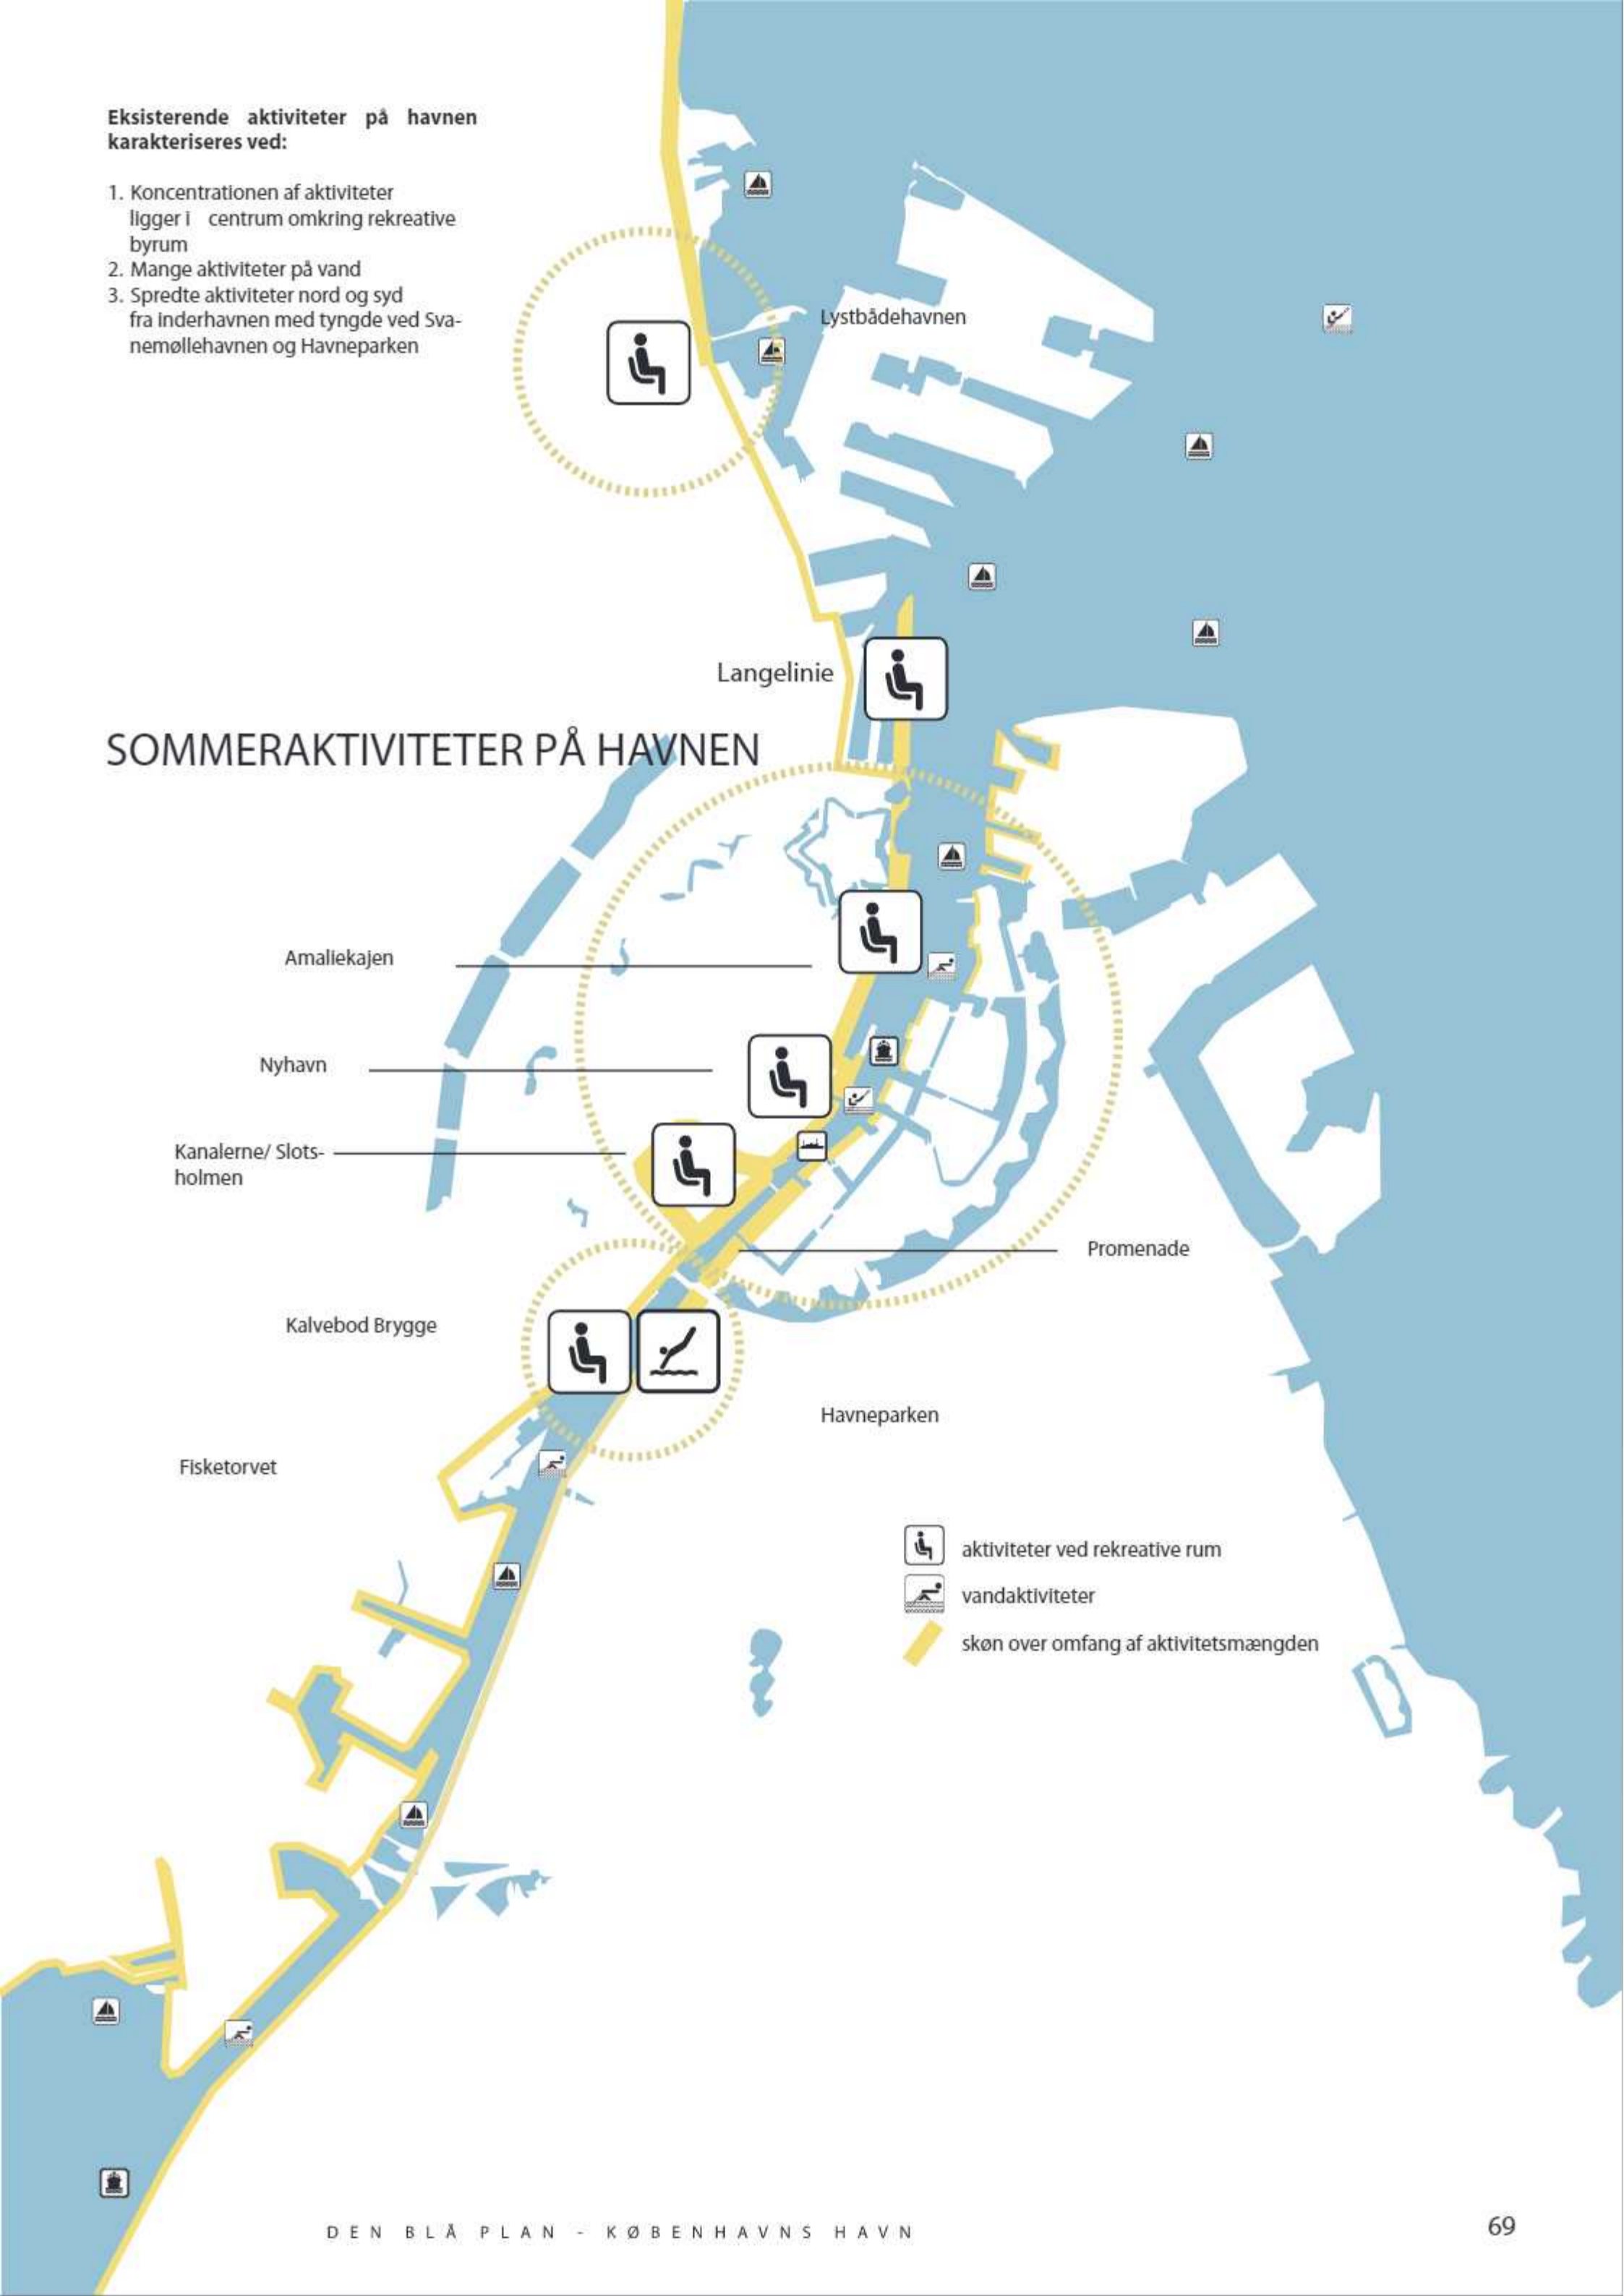 Eksisterende aktiviteter på havnen
karakteriseres ved:
1. Koncentrationen af aktiviteter
ligger i centrum omkring rekreative
byrum
2. Mange aktiviteter på vand
3. Spredte aktiviteter nord og syd
fra inderhavnen med tyngde ved Sva-
nemøllehavnen og Havneparken
Lystbådehavnen
Langelinie
SOMMERAKTIVITETER PÅ HAVNEN
Amaliekajen
Nyhavn
Kanalerne/ Slots-
holmen
Promenade
Kalvebod Brygge
Havneparken
Fisketorvet
aktiviteter ved rekreative rum
vandaktiviteter
skøn over omfang af aktivitetsmængden
DEN BLÅ PLAN - KØBENHAVNS HAVN
69